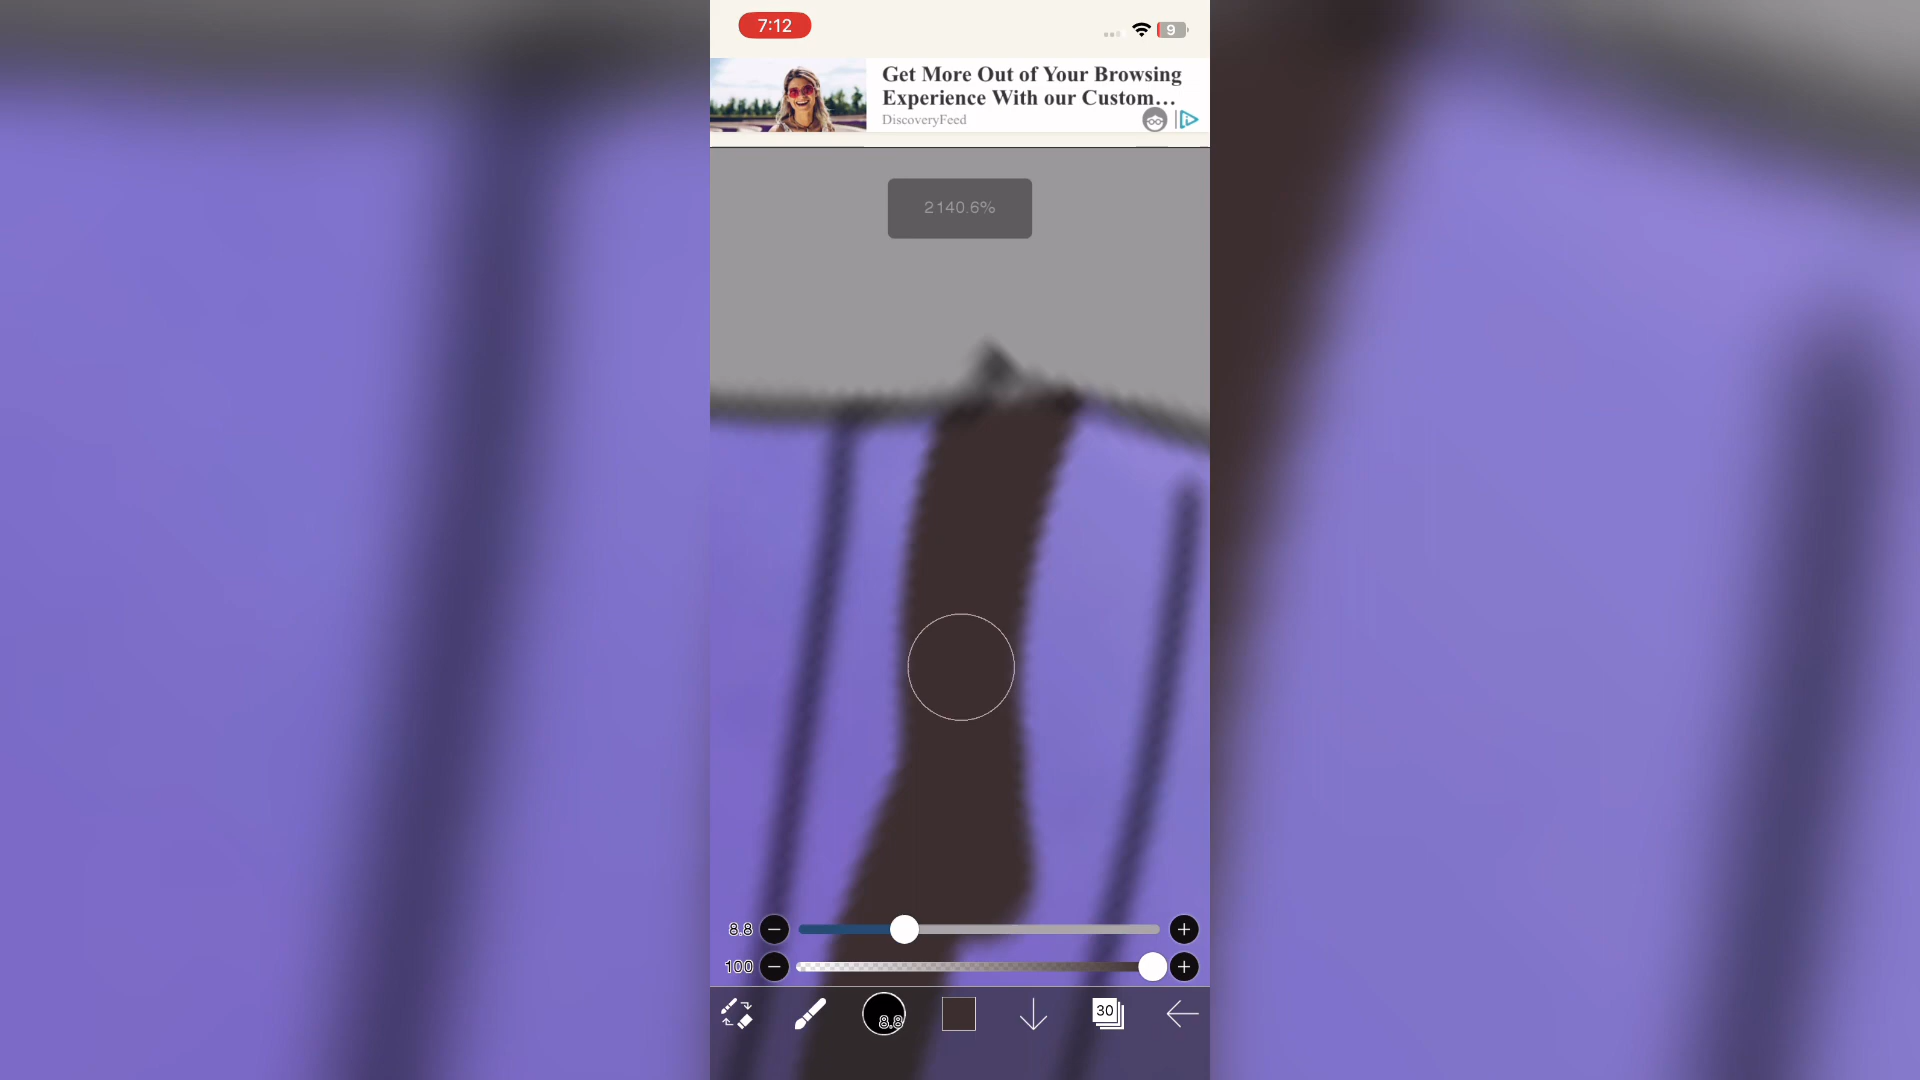 7:12
9
Get More Out of Your Browsing
Experience With our Custom...
DiscoveryFeed
2140.6%
8.8
100
8.8
30